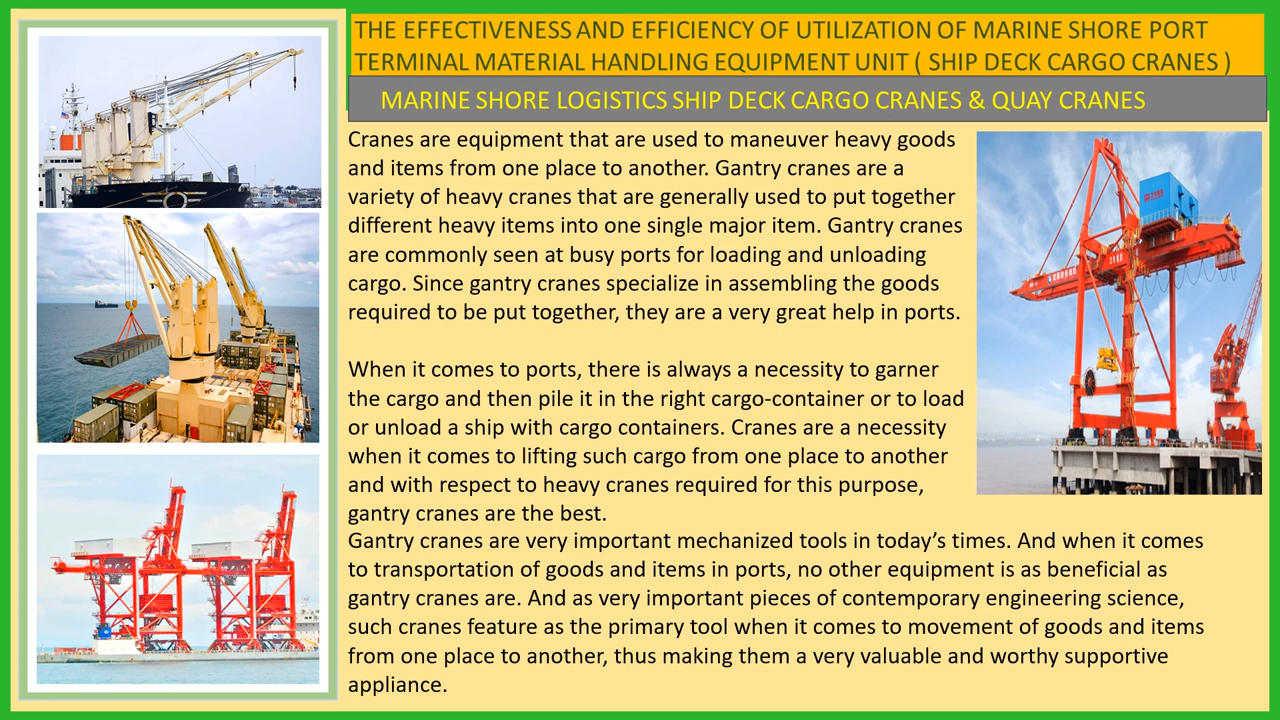 THE EFFECTIVENESS AND EFFICIENCY OF UTILIZATION OF MARINE SHORE PORT
TERMINAL MATERIAL HANDLING EQUIPMENT UNIT ( SHIP DECK CARGO CRANES )
MARINE SHORE LOGISTICS SHIP DECK CARGO CRANES & QUAY CRANES
Cranes are equipment that are used to maneuver heavy goods
and items from one place to another. Gantry cranes are a
variety of heavy cranes that are generally used to put together
different heavy items into one single major item. Gantry cranes
are commonly seen at busy ports for loading and unloading
cargo. Since gantry cranes specialize in assembling the goods
required to be put together, they are a very great help in ports.
When it comes to ports, there is always a necessity to garner
the cargo and then pile it in the right cargo-container or to load
or unload a ship with cargo containers. Cranes are a necessity
when it comes to lifting such cargo from one place to another
and with respect to heavy cranes required for this purpose,
gantry cranes are the best.
Gantry cranes are very important mechanized tools in today’s times. And when it comes
to transportation of goods and items in ports, no other equipment is as beneficial as
gantry cranes are. And as very important pieces of contemporary engineering science,
such cranes feature as the primary tool when it comes to movement of goods and items
from one place to another, thus making them a very valuable and worthy supportive
appliance.